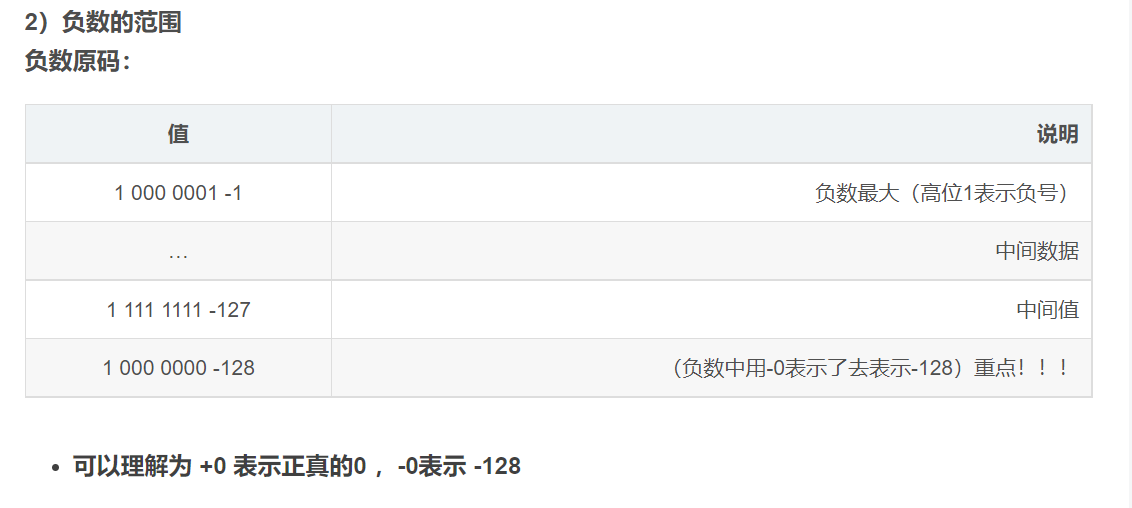 2）负数的范围
负数原码：
值 说明
1 000 0001 -1 负数最大（高位1表示负号）
… 中间数据
1 111 1111 -127 中间值
1 000 0000 -128 （负数中用-0表示了去表示-128）重点！！！
• 可以理解为 +0 表示正真的0 ，-0表示 -128